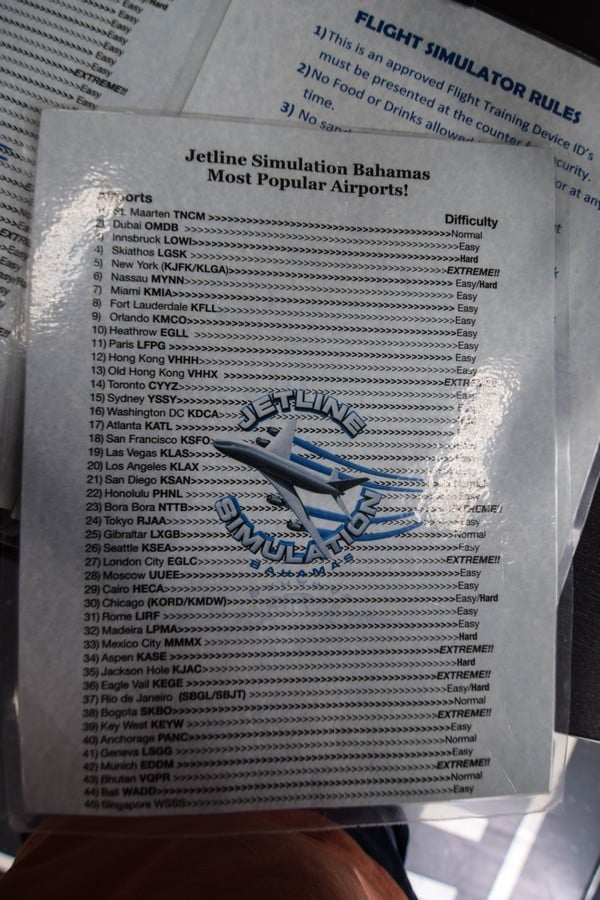 FLIGHT SIMULATOR RULES
1)This is an approved Flight Training Device ID's
must be presented at the counter
2)No Food or Drinks allowed
or at any
time.
3) No
Jetline Simulation Bahamas
Most Popular Airports!
Difficulty
St. Maarten TNCM >>>>>>>>>>Normal
2) Dubai OMDB >>>>>>>>>>Easy
Innsbruck LOWI>>>>>>>>>>Hard
4) Skiathos LGSK >>>>>>>>>>EXTREME!!
5) New York (KJFK/KLGA)>>>>>>>>>>Easy/Hard
6) Nassau MYNN>>>>>>>>>>Easy
7) Miami KMIA>>>>>>>>>>Easy
8) Fort Lauderdale KFLL>>>>>>>>>>Easy
9) Orlando KMCO>>>>>>>>>>Easy
10) Heathrow EGLL >>>>>>>>>>Easy
11) Paris LFPG >>>>>>>>>>Easy
12) Hong Kong VHHH>>>>>>>>>>Easy
13) Old Hong Kong VHHX >>>>>>>>>>
14) Toronto CYYZ>>>>>>>>>>
15) Sydney YSSY>>>>>>>>>>
16) Washington DC KDCA>>>>>>>>>>
17) Atlanta KATL >>>>>>>>>>
18) San Francisco KSFO>>>>>>>>>>
19) Las Vegas KLAS>>>>>>>>>>
20) Los Angeles KLAX >>>>>>>>>>
21) San Diego KSAN>>>>>>>>>>
22) Honolulu PHNL >>>>>>>>>>
23) Bora Bora NTTB>>>>>>>>>>EXTREME!!
24) Tokyo RJAA>>>>>>>>>>Easy
25) Gibraltar LXGB>>>>>>>>>>Normal
26) Seattle KSEA>>>>>>>>>>Easy
27) London City EGLC>>>>>>>>>>EXTREME!!
28) Moscow UUEE>>>>>>>>>>Easy
29) Cairo HECA>>>>>>>>>>Easy
30) Chicago (KORD/KMDW)>>>>>>>>>>Easy/Hard
31) Rome LIRF >>>>>>>>>>Easy
32) Madeira LPMA>>>>>>>>>>Easy
33) Mexico City MMMX >>>>>>>>>>Hard
34) Aspen KASE >>>>>>>>>>EXTREME!!
35) Jackson Hole KJAC>>>>>>>>>>Hard
36) Eagle Vail KEGE >>>>>>>>>>EXTREME!!
37) Rio de Janeiro (SBGL/SBJT) >>>>>>>>>>Easy/Hard
38) Bogota SKBO>>>>>>>>>>Normal
39) Key West KEYW >>>>>>>>>>EXTREME!!
40) Anchorage PANC>>>>>>>>>>Easy
41) Geneva LSGG >>>>>>>>>>Normal
42) Munich EDDM >>>>>>>>>>Easy
43) Bhutan VQPR >>>>>>>>>>EXTREME!!
44) Bali WADD>>>>>>>>>>Normal
45) Singapore WSSS>>>>>>>>>>Easy
JETLINE
SIMULATION
BAHAMAS